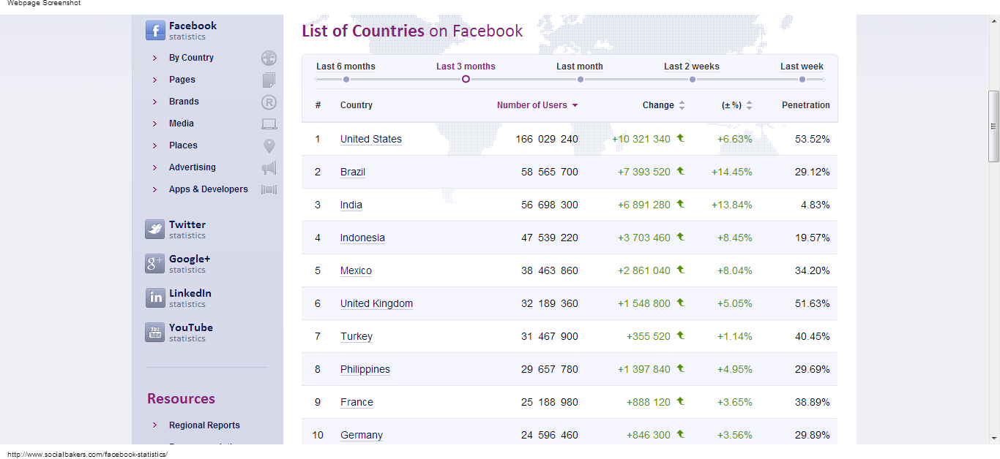 Webpage Screenshot
Facebook
statistics
By Country
Pages
Brands
Media
Places
Advertising
Apps & Developers
Twitter
statistics
Google+
statistics
LinkedIn
statistics
YouTube
statistics
Resources
Regional Reports
List of Countries on Facebook
Last 6 months Last 3 months Last month Last 2 weeks Last week
# Country Number of Users Change (± %) Penetration
1 United States 166 029 240 +10 321 340 +6.63% 53.52%
2 Brazil 58 565 700 +7 393 520 +14.45% 29.12%
3 India 56 698 300 +6 891 280 +13.84% 4.83%
4 Indonesia 47 539 220 +3 703 460 +8.45% 19.57%
5 Mexico 38 463 860 +2 861 040 +8.04% 34.20%
6 United Kingdom 32 189 360 +1 548 800 +5.05% 51.63%
7 Turkey 31 467 900 +355 520 +1.14% 40.45%
8 Philippines 29 657 780 +1 397 840 +4.95% 29.69%
9 France 25 188 980 +888 120 +3.65% 38.89%
10 Germany 24 596 460 +846 300 +3.56% 29.89%
http://www.socialbakers.com/facebook-statistics/